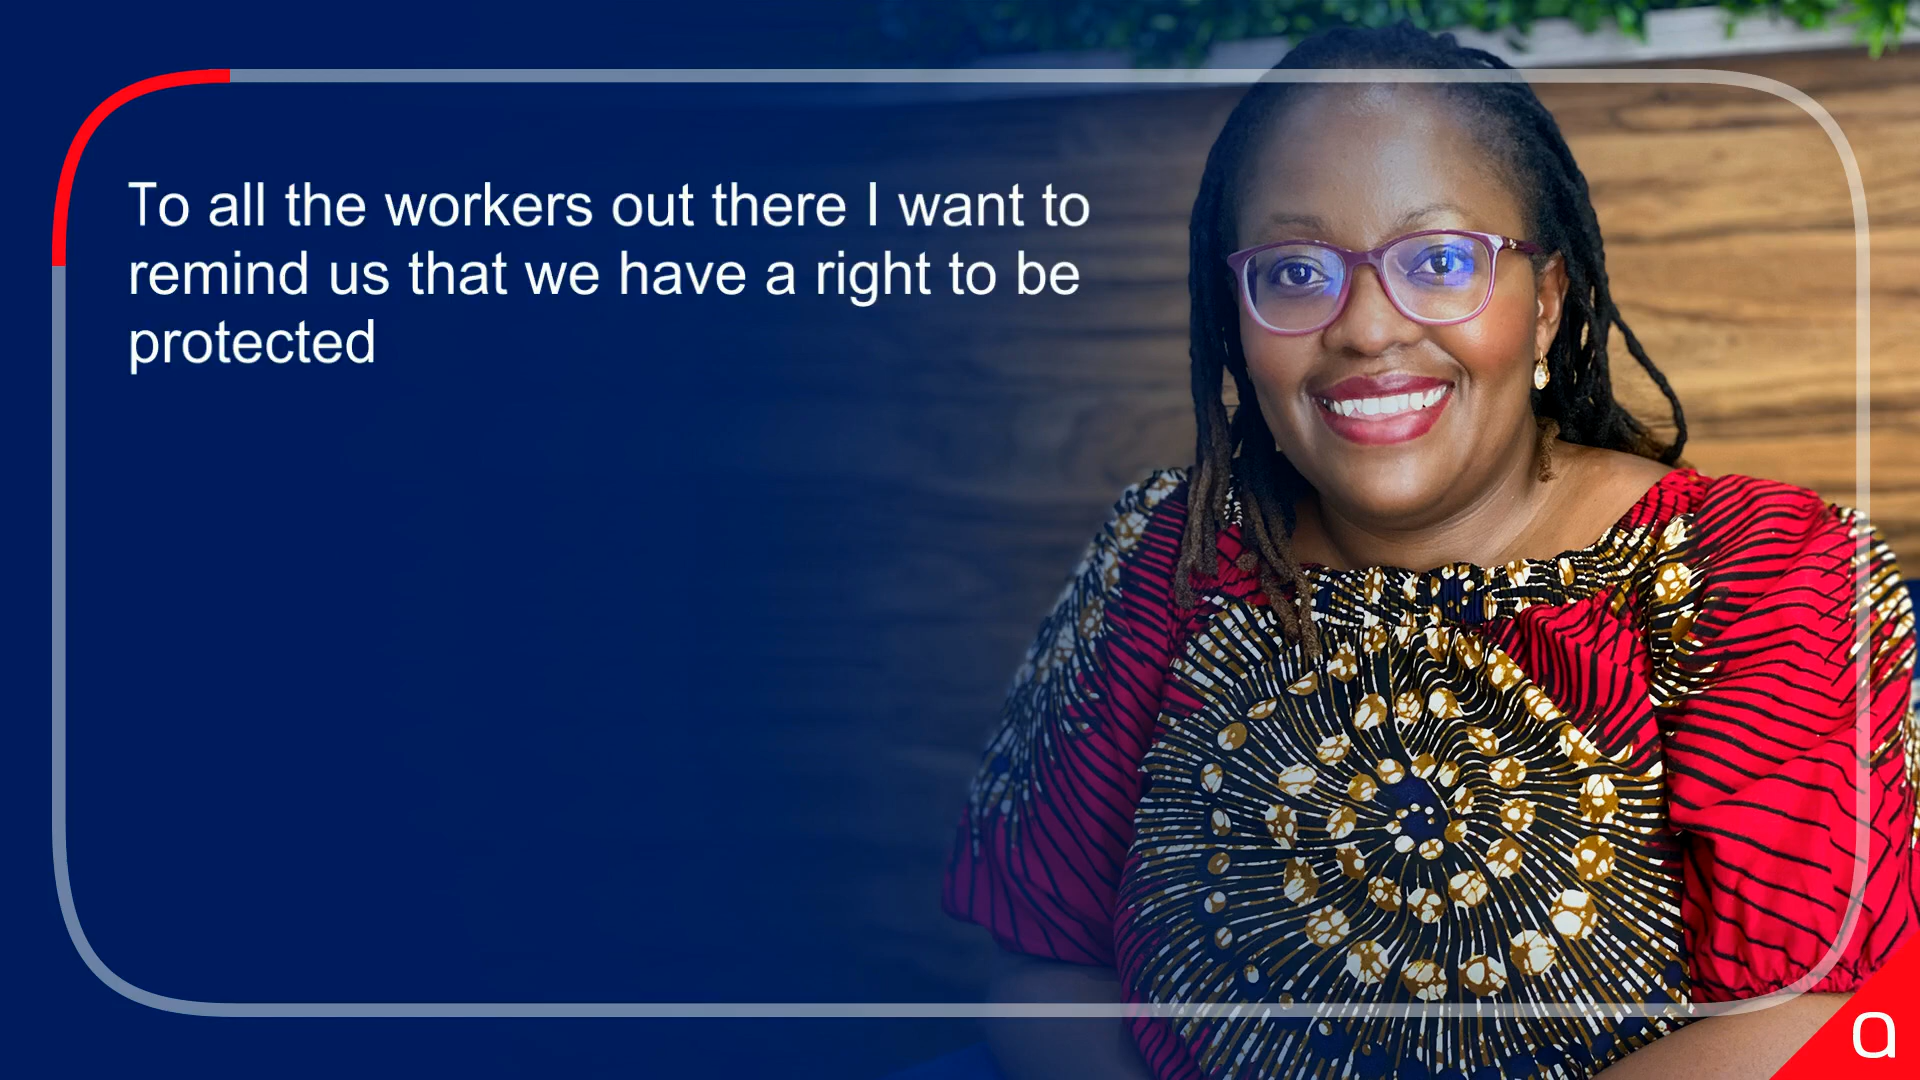 To all the workers out there I want to
remind us that we have a right to be
protected
a